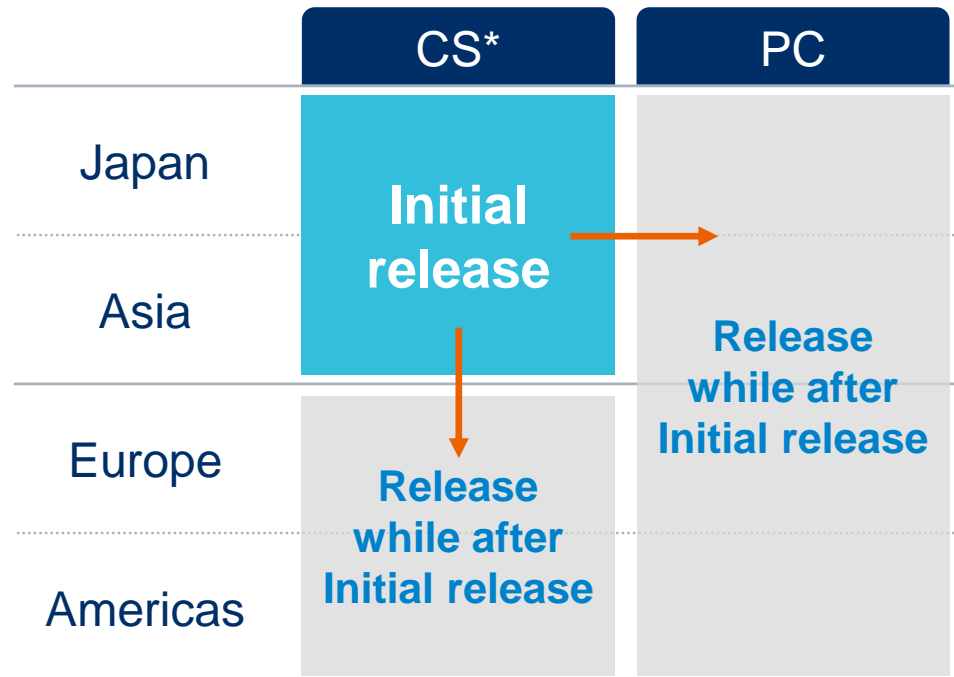 CS*
PC
Japan
Asia
Europe
Americas
Initial
release
Release
while after
Initial release
Release
while after
Initial release